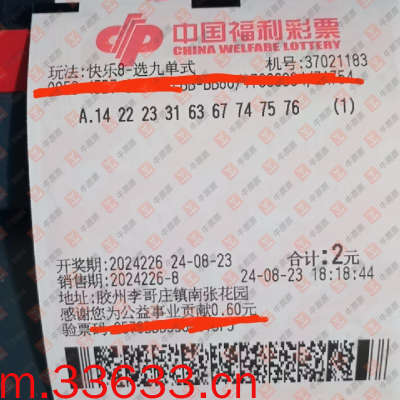 中国福利彩票
CHINA WELFARE LOTTERY
玩法:快乐8-选九单式 机号:37021183
A.14 22 23 31 63 67 74 75 76 (1)
开奖期:2024226 24-08-23 合计:2元
销售期:2024226-8 24-08-23 18:18:44
地址:胶州李哥庄镇南张花园
感谢您为公益事业贡献0.60元
验票码
m.33633.cn